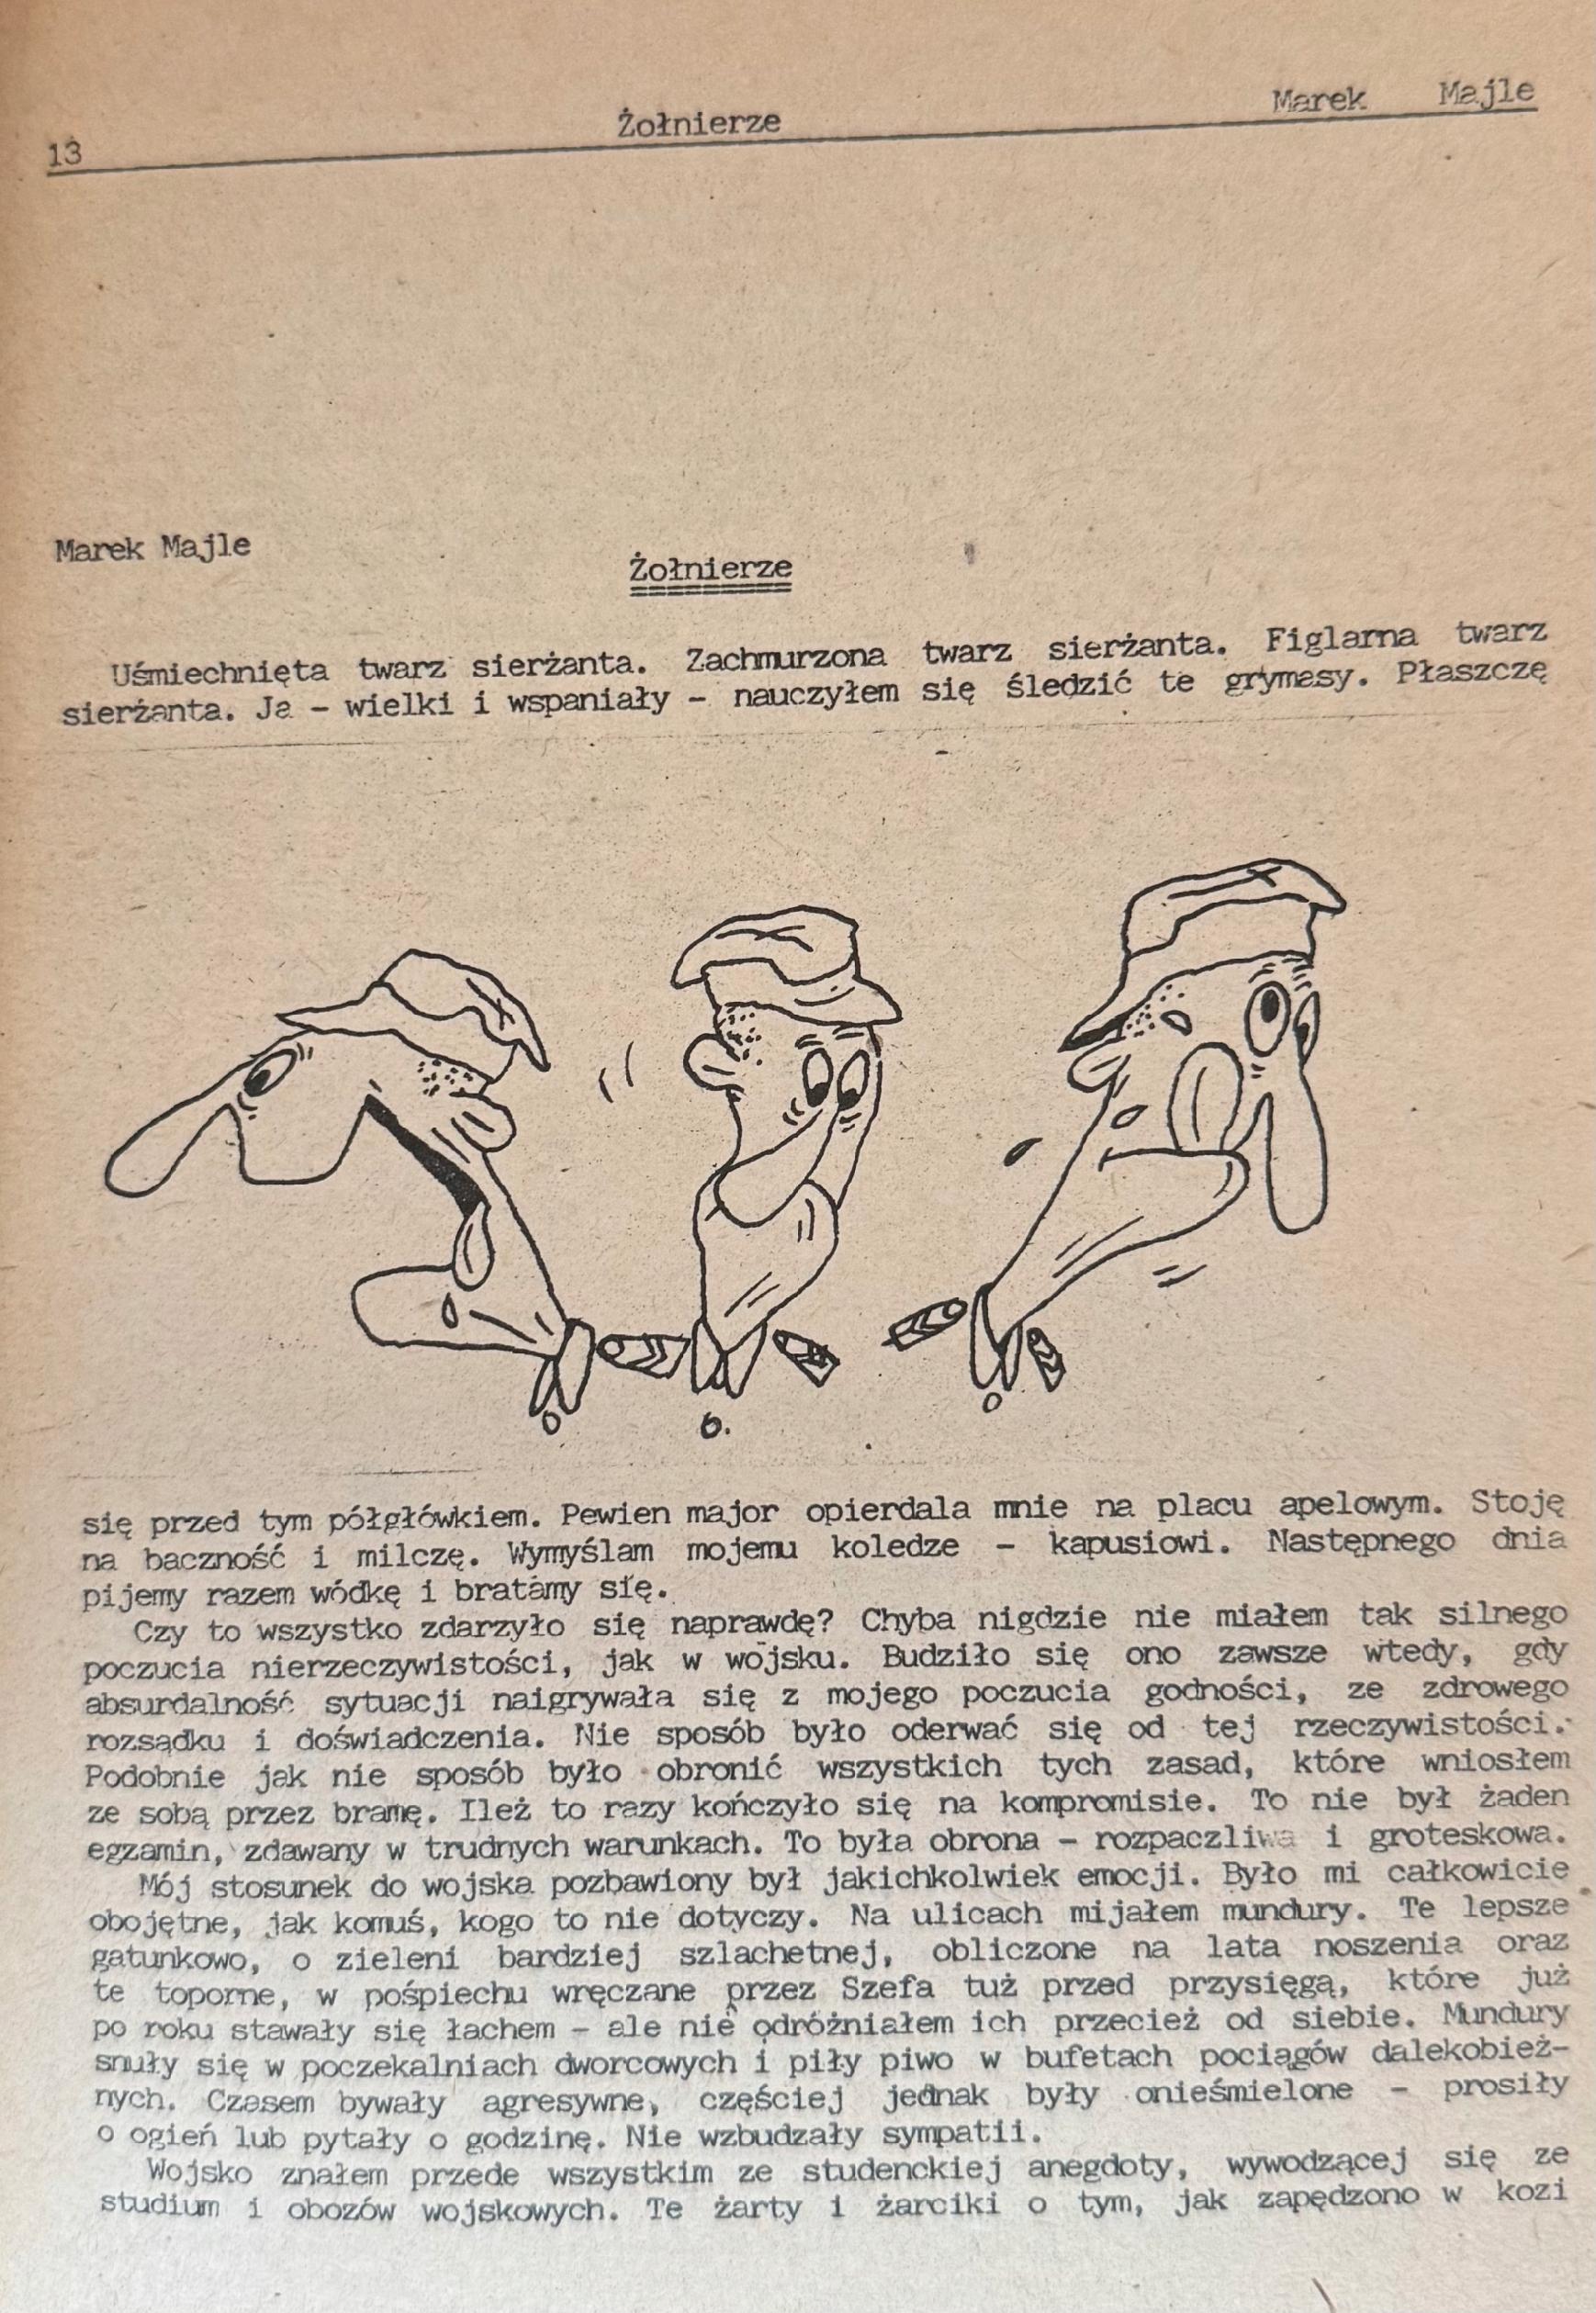 13 Żołnierze Marek Majle
Marek Majle
Żołnierze
Uśmiechnięta twarz sierżanta. Zachmurzona twarz sierżanta. Figlarna twarz
sierżanta. Ja - wielki i wspaniały - nauczyłem się śledzić te grymasy. Płaszczę
się przed tym półgłówkiem. Pewien major opierdala mnie na placu apelowym. Stoję
na baczność i milczę. Wymyślam mojemu koledze - kapusiowi. Następnego dnia
pijemy razem wódkę i bratamy się.
Czy to wszystko zdarzyło się naprawdę? Chyba nigdzie nie miałem tak silnego
poczucia nierzeczywistości, jak w wojsku. Budziło się ono zawsze wtedy, gdy
absurdalność sytuacji naigrywała się z mojego poczucia godności, ze zdrowego
rozsądku i doświadczenia. Nie sposób było oderwać się od tej rzeczywistości.
Podobnie jak nie sposób było obronić wszystkich tych zasad, które wniosłem
ze sobą przez bramę. Ileż to razy kończyło się na kompromisie. To nie był żaden
egzamin, zdawany w trudnych warunkach. To była obrona - rozpaczliwa i groteskowa.
Mój stosunek do wojska pozbawiony był jakichkolwiek emocji. Było mi całkowicie
obojętne, jak komuś, kogo to nie dotyczy. Na ulicach mijałem mundury. Te lepsze
gatunkowo, o zieleni bardziej szlachetnej, obliczone na lata noszenia oraz
te toporne, w pośpiechu wręczane przez Szefa tuż przed przysięgą, które już
po roku stawały się łachem - ale nie odróżniałem ich przecież od siebie. Mundury
snuły się w poczekalniach dworcowych i piły piwo w bufetach pociągów dalekobież-
nych. Czasem bywały agresywne, częściej jednak były onieśmielone - prosiły
o ogień lub pytały o godzinę. Nie wzbudzały sympatii.
Wojsko znałem przede wszystkim ze studenckiej anegdoty, wywodzącej się ze
studium i obozów wojskowych. Te żarty i żarciki o tym, jak zapędzono w kozi